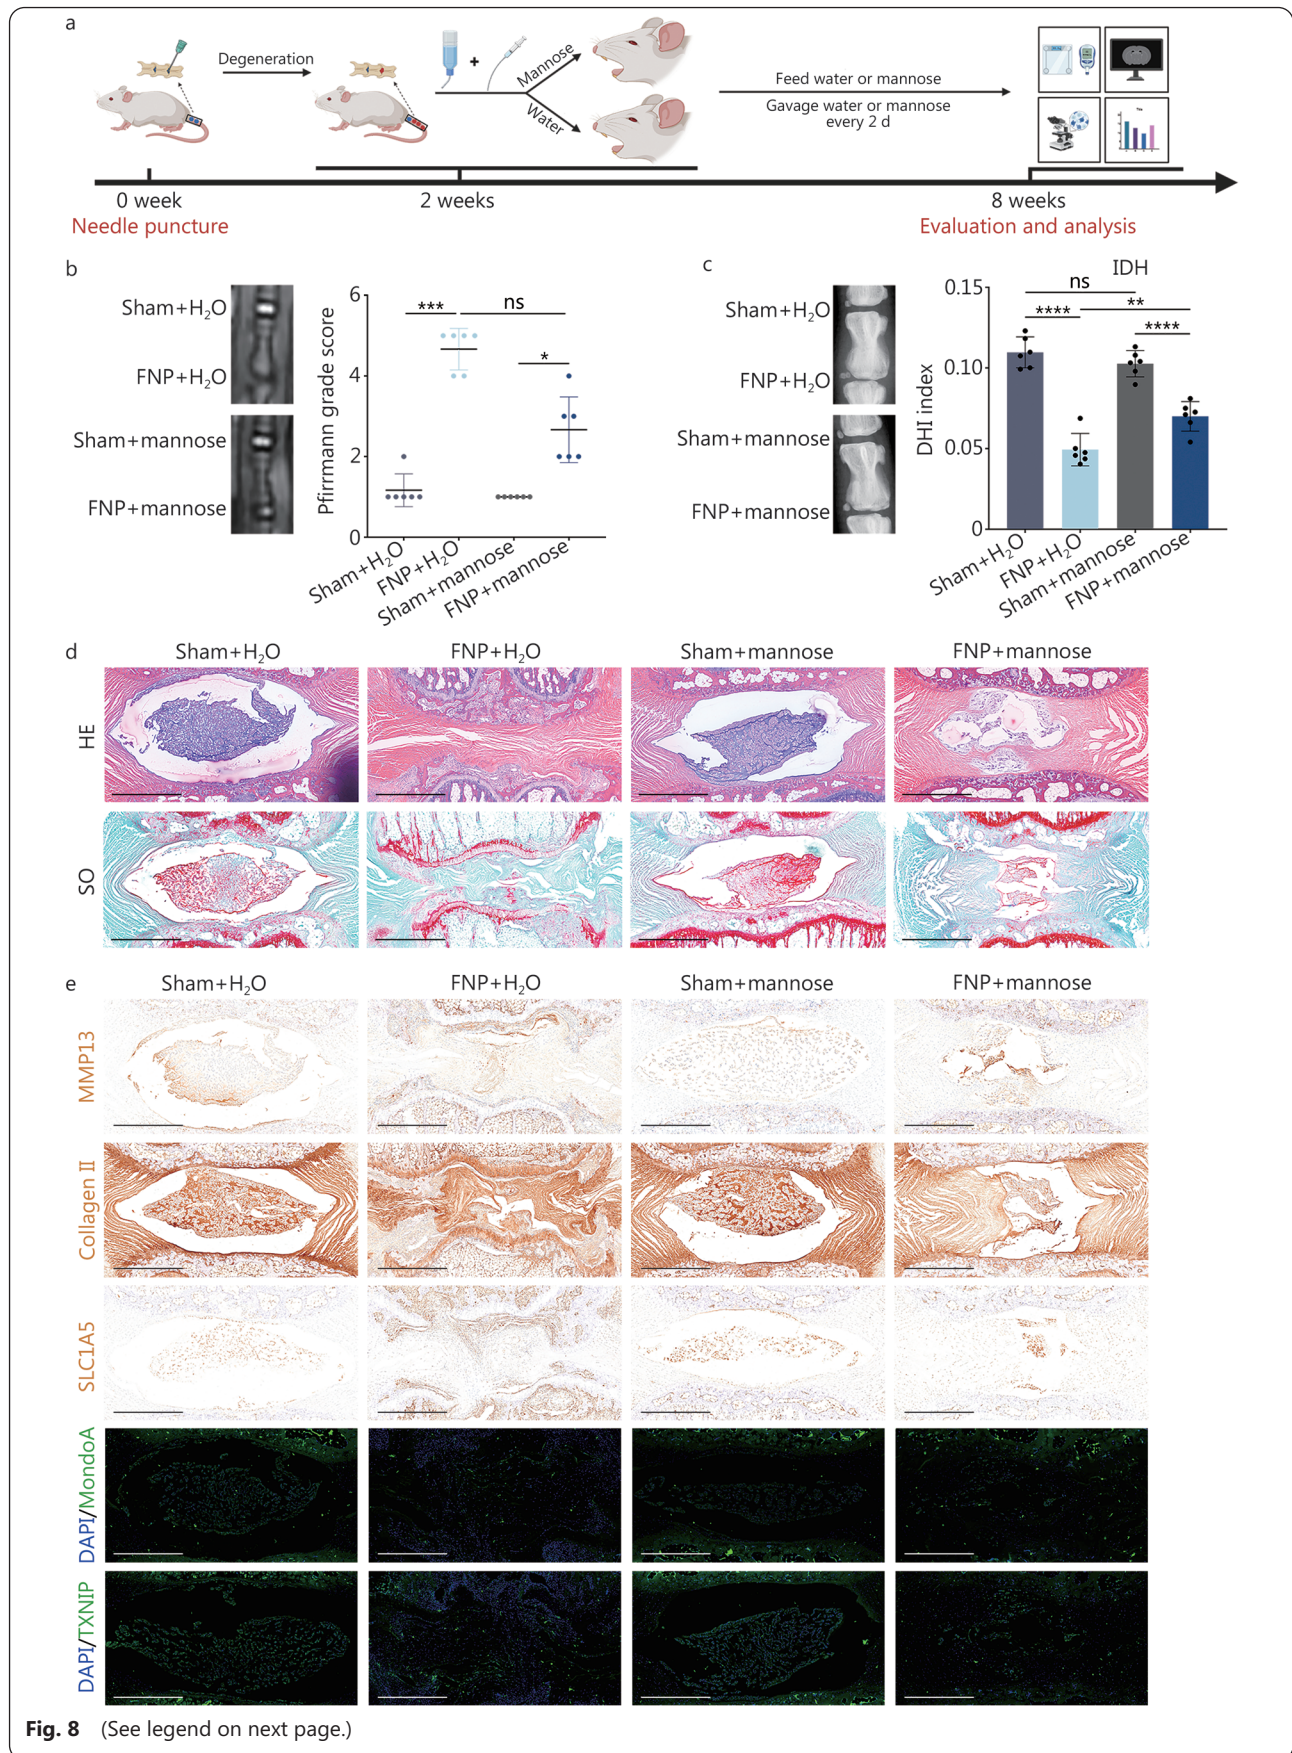 a
Degeneration
+
Mannose
Water
Feed water or mannose
Gavage water or mannose
every 2 d
0 week
2 weeks
8 weeks
Needle puncture
Evaluation and analysis
b
Sham+H₂O
FNP+H₂O
Sham+mannose
FNP+mannose
Pfirrmann grade score
6
4
2
0
***
ns
*
Sham+H₂O
FNP+H₂O
Sham+mannose
FNP+mannose
c
Sham+H₂O
FNP+H₂O
Sham+mannose
FNP+mannose
IDH
DHI index
0.15
0.10
0.05
0
ns
****
**
****
Sham+H₂O
FNP+H₂O
Sham+mannose
FNP+mannose
d
Sham+H₂O
FNP+H₂O
Sham+mannose
FNP+mannose
HE
SO
e
Sham+H₂O
FNP+H₂O
Sham+mannose
FNP+mannose
MMP13
Collagen II
SLC1A5
DAPI/MondoA
DAPI/TXNIP
Fig. 8 (See legend on next page.)